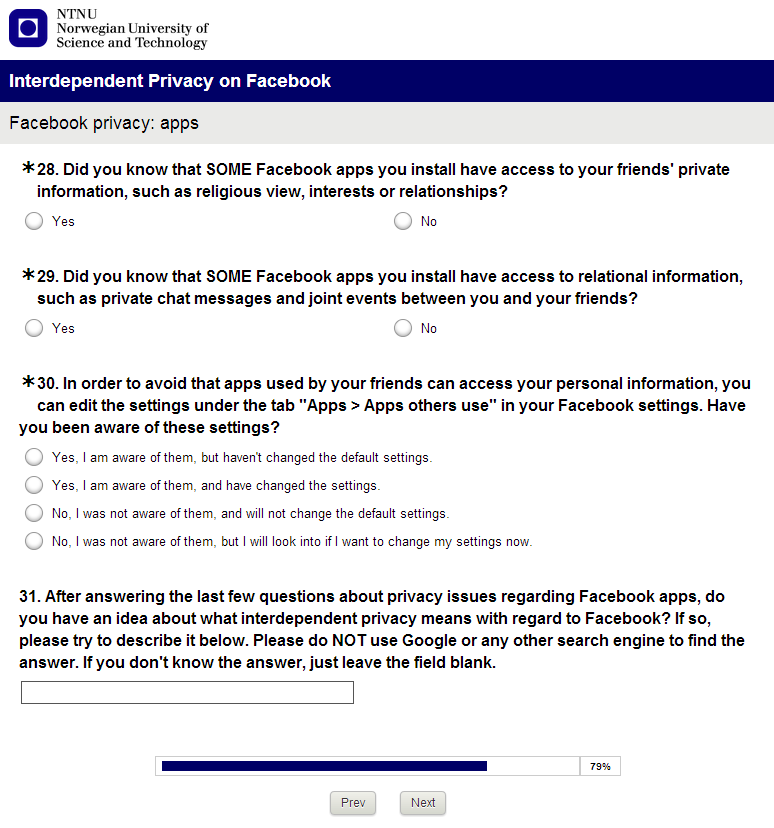 NTNU
Norwegian University of
Science and Technology
Interdependent Privacy on Facebook
Facebook privacy: apps
*28. Did you know that SOME Facebook apps you install have access to your friends' private
information, such as religious view, interests or relationships?
Yes No
*29. Did you know that SOME Facebook apps you install have access to relational information,
such as private chat messages and joint events between you and your friends?
Yes No
*30. In order to avoid that apps used by your friends can access your personal information, you
can edit the settings under the tab "Apps > Apps others use" in your Facebook settings. Have
you been aware of these settings?
Yes, I am aware of them, but haven't changed the default settings.
Yes, I am aware of them, and have changed the settings.
No, I was not aware of them, and will not change the default settings.
No, I was not aware of them, but I will look into if I want to change my settings now.
31. After answering the last few questions about privacy issues regarding Facebook apps, do
you have an idea about what interdependent privacy means with regard to Facebook? If so,
please try to describe it below. Please do NOT use Google or any other search engine to find the
answer. If you don't know the answer, just leave the field blank.
79%
Prev Next